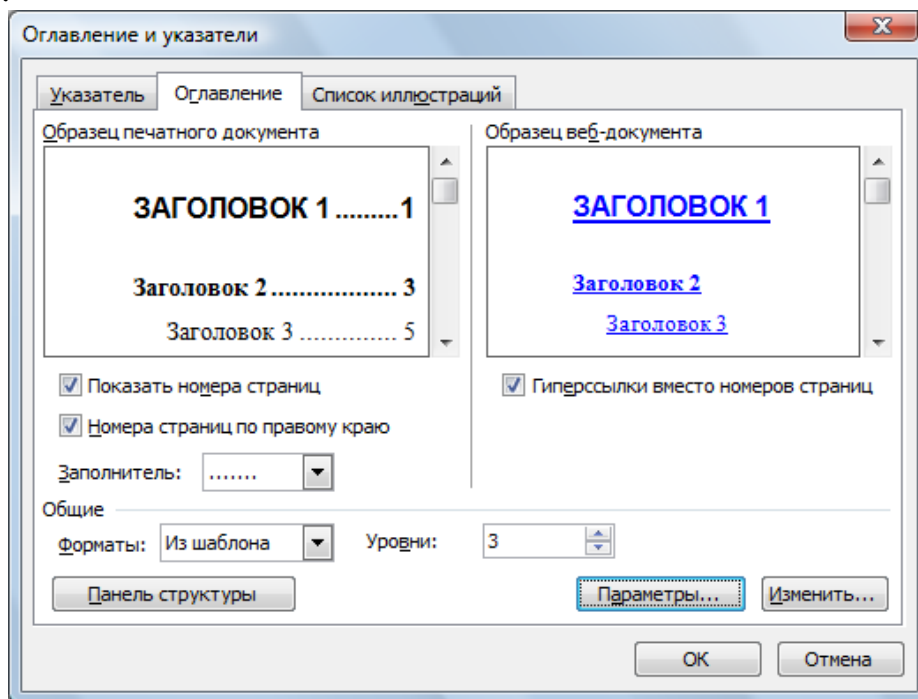 Оглавление и указатели
Указатель Оглавление Список иллюстраций
Образец печатного документа
ЗАГОЛОВОК 1.........1
Заголовок 2.................. 3
Заголовок 3 .............. 5
Образец веб-документа
ЗАГОЛОВОК 1
Заголовок 2
Заголовок 3
Показать номера страниц
Номера страниц по правому краю
Заполнитель: .......
Гиперссылки вместо номеров страниц
Общие
Форматы: Из шаблона Уровни: 3
Панель структуры Параметры... Изменить...
ОК Отмена